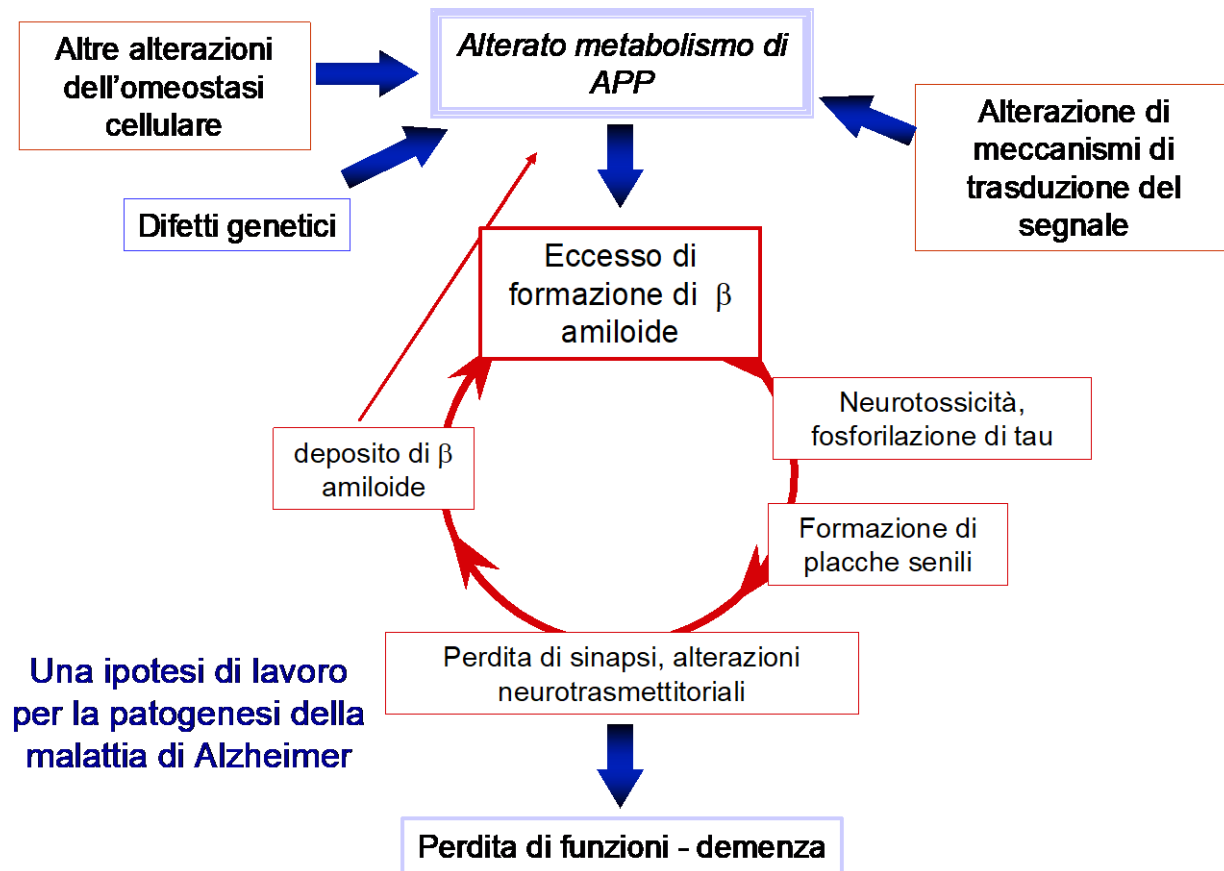 Altre alterazioni
dell'omeostasi
cellulare
Alterato metabolismo di
APP
Alterazione di
meccanismi di
trasduzione del
segnale
Difetti genetici
Eccesso di
formazione di β
amiloide
Neurotossicità,
fosforilazione di tau
deposito di β
amiloide
Formazione di
placche senili
Perdita di sinapsi, alterazioni
neurotrasmettitoriali
Una ipotesi di lavoro
per la patogenesi della
malattia di Alzheimer
Perdita di funzioni - demenza